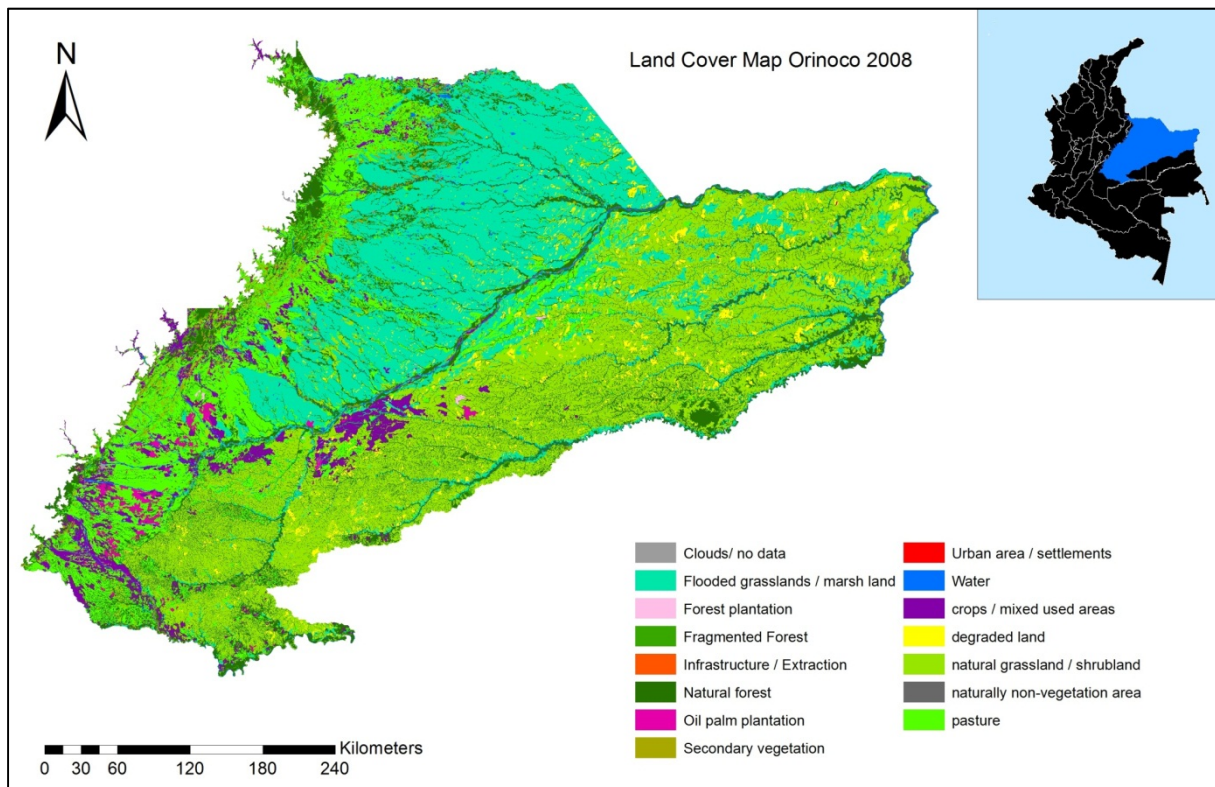 N
Land Cover Map Orinoco 2008
Clouds/ no data
Flooded grasslands / marsh land
Forest plantation
Fragmented Forest
Infrastructure / Extraction
Natural forest
Oil palm plantation
Secondary vegetation
Urban area / settlements
Water
crops / mixed used areas
degraded land
natural grassland / shrubland
naturally non-vegetation area
pasture
Kilometers
0 30 60 120 180 240